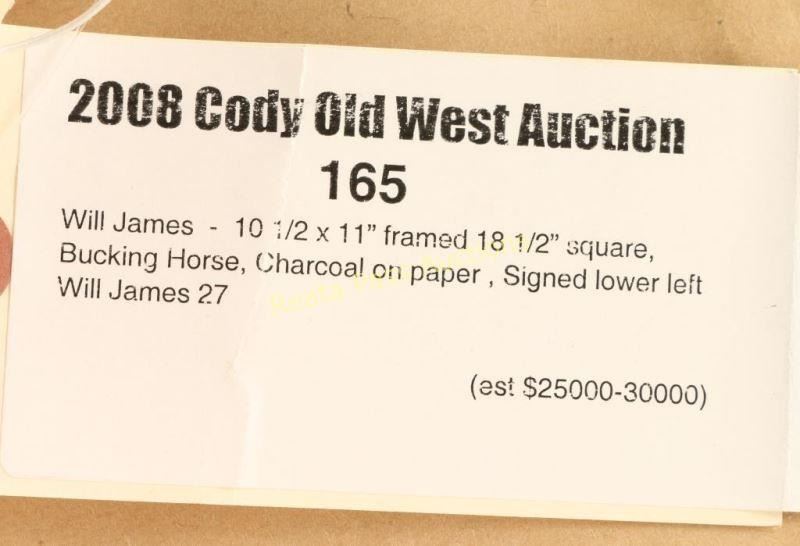 2008 Cody Old West Auction
165
Will James - 10 1/2 x 11" framed 18 1/2" square,
Bucking Horse, Charcoal on paper , Signed lower left
Will James 27
(est $25000-30000)